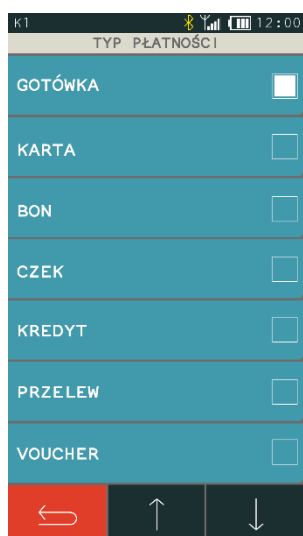 K1 12:00
TYP PŁATNOŚCI
GOTÓWKA
KARTA
BON
CZEK
KREDYT
PRZELEW
VOUCHER